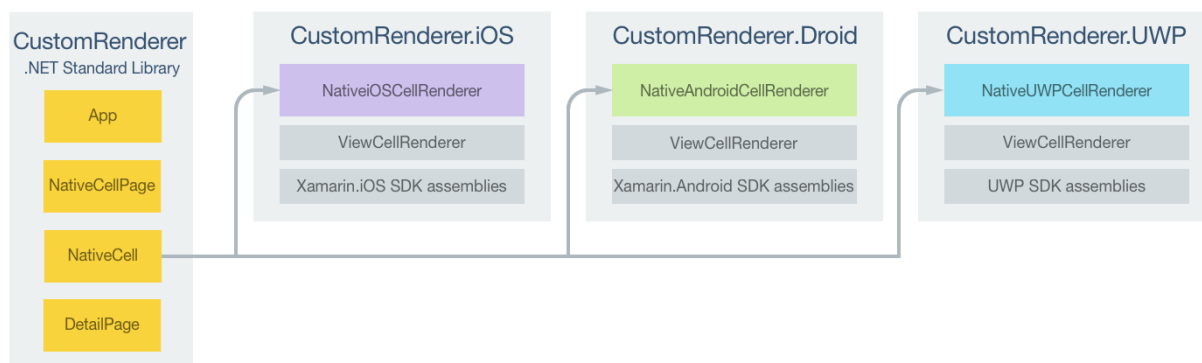 CustomRenderer
.NET Standard Library
App
NativeCellPage
NativeCell
DetailPage
CustomRenderer.iOS
NativeiOSCellRenderer
ViewCellRenderer
Xamarin.iOS SDK assemblies
CustomRenderer.Droid
NativeAndroidCellRenderer
ViewCellRenderer
Xamarin.Android SDK assemblies
CustomRenderer.UWP
NativeUWPCellRenderer
ViewCellRenderer
UWP SDK assemblies